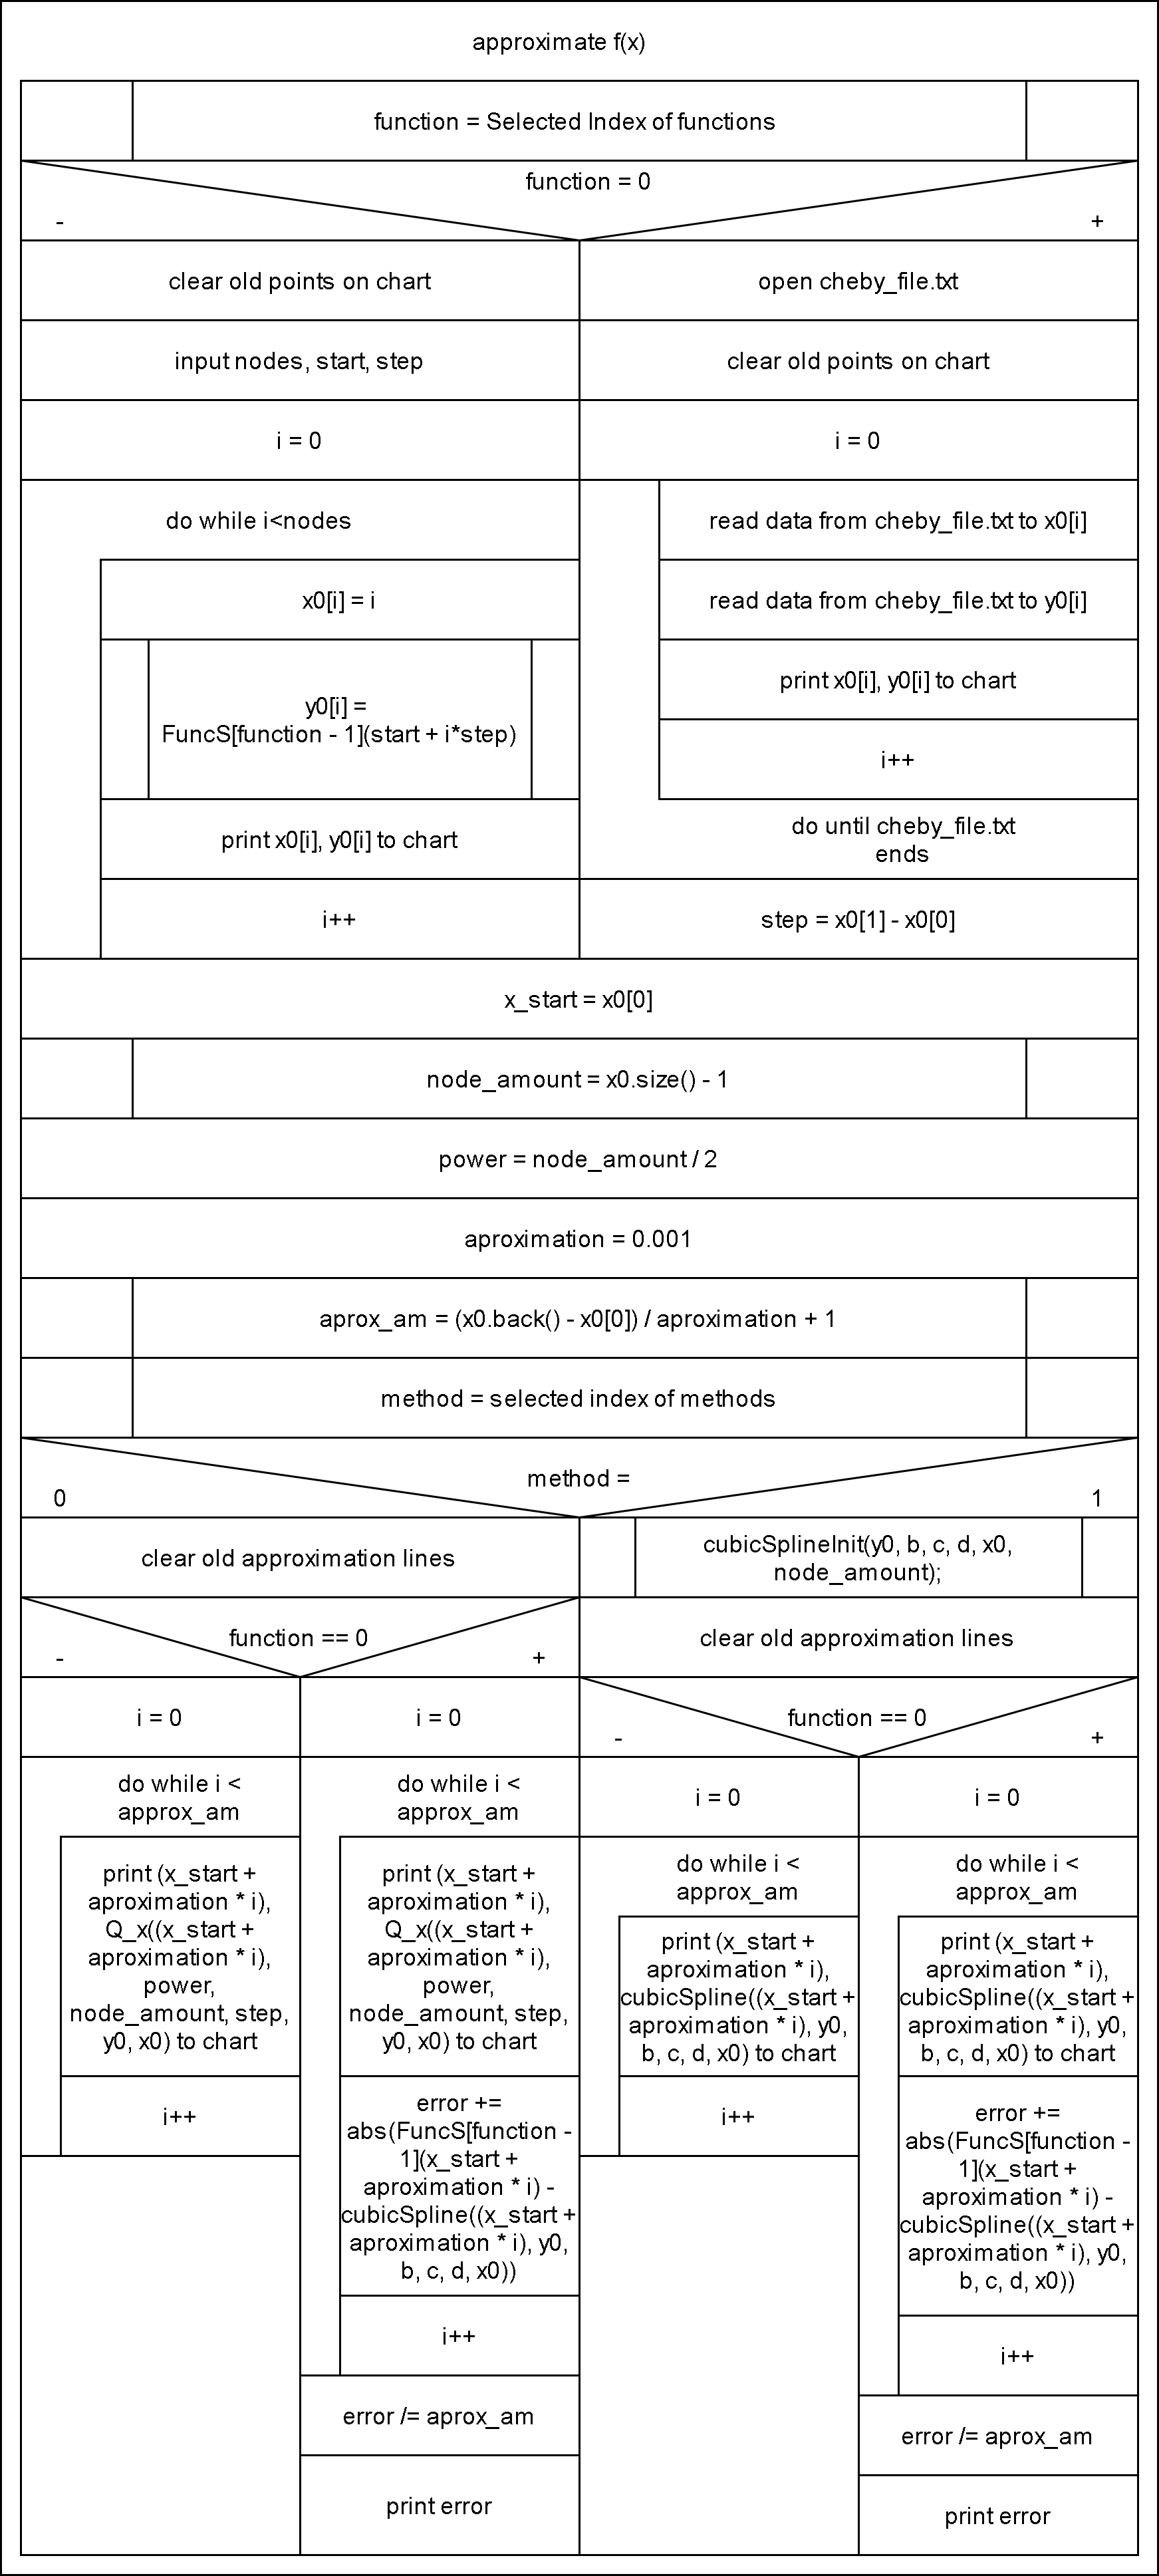 approximate f(x)
function = Selected Index of functions
function = 0
-
+
clear old points on chart
open cheby_file.txt
input nodes, start, step
clear old points on chart
i = 0
i = 0
do while i<nodes
x0[i] = i
y0[i] =
FuncS[function - 1](start + i*step)
print x0[i], y0[i] to chart
i++
read data from cheby_file.txt to x0[i]
read data from cheby_file.txt to y0[i]
print x0[i], y0[i] to chart
i++
do until cheby_file.txt
ends
step = x0[1] - x0[0]
x_start = x0[0]
node_amount = x0.size() - 1
power = node_amount / 2
aproximation = 0.001
aprox_am = (x0.back() - x0[0]) / aproximation + 1
method = selected index of methods
method =
0
1
clear old approximation lines
function == 0
-
+
i = 0
do while i <
approx_am
print (x_start +
aproximation * i),
Q_x((x_start +
aproximation * i),
power,
node_amount, step,
y0, x0) to chart
i++
i = 0
do while i <
approx_am
print (x_start +
aproximation * i),
Q_x((x_start +
aproximation * i),
power,
node_amount, step,
y0, x0) to chart
error +=
abs(FuncS[function -
1](x_start +
aproximation * i) -
cubicSpline((x_start +
aproximation * i), y0,
b, c, d, x0))
i++
error /= aprox_am
print error
cubicSplineInit(y0, b, c, d, x0,
node_amount);
clear old approximation lines
function == 0
-
+
i = 0
do while i <
approx_am
print (x_start +
aproximation * i),
cubicSpline((x_start +
aproximation * i), y0,
b, c, d, x0) to chart
i++
i = 0
do while i <
approx_am
print (x_start +
aproximation * i),
cubicSpline((x_start +
aproximation * i), y0,
b, c, d, x0) to chart
error +=
abs(FuncS[function -
1](x_start +
aproximation * i) -
cubicSpline((x_start +
aproximation * i), y0,
b, c, d, x0))
i++
error /= aprox_am
print error